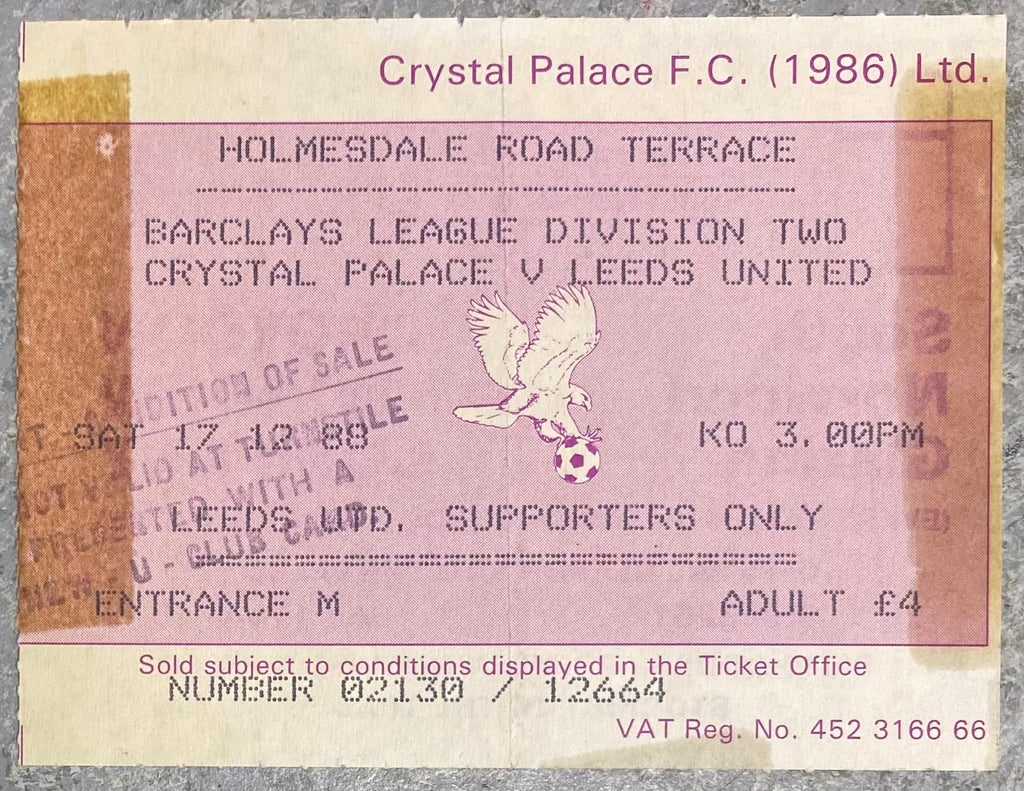 Crystal Palace F.C. (1986) Ltd.
HOLMESDALE ROAD TERRACE
BARCLAYS LEAGUE DIVISION TWO
CRYSTAL PALACE V LEEDS UNITED
CONDITION OF SALE
SAT 17 12 88
KO 3.00PM
NOT VALID AT TURNSTILE
PRESENTED WITH A
CLUB CARD
LEEDS UTD. SUPPORTERS ONLY
ENTRANCE M
ADULT £4
Sold subject to conditions displayed in the Ticket Office
NUMBER 02130 / 12664
VAT Reg. No. 452 3166 66